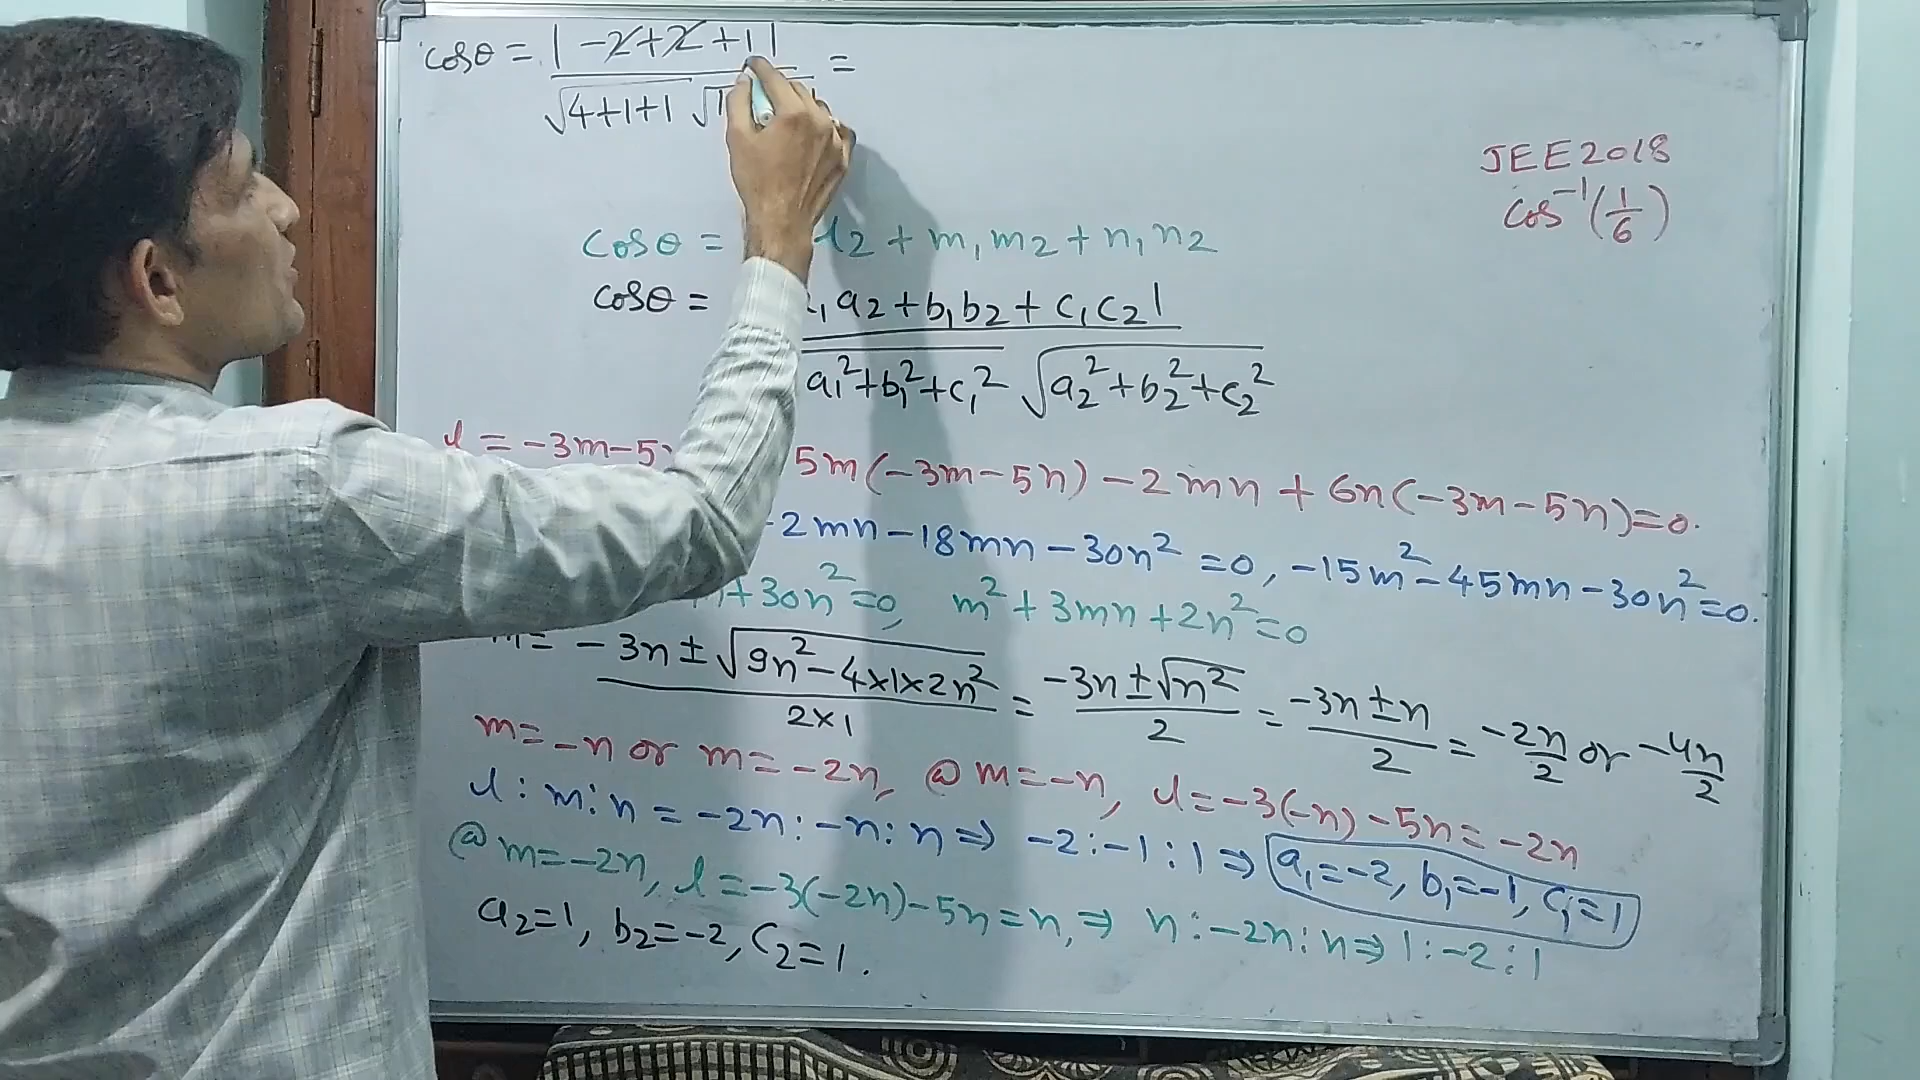 cosθ = |-2+2+1| =
√4+1+1 √1
JEE2018
cos⁻¹(1/6)
cosθ = l2 + m1m2 + n1n2
cosθ = 1a2+b1b2+c1c2|
a1²+b1²+c1² √a2²+b2²+c2²
l = -3m-5 5m(-3m-5n) -2mn + 6n(-3m-5n)=0.
-2mn-18mn-30n²=0, -15m²-45mn-30n²=0.
+30n²=0, m²+3mn+2n²=0
m= -3n±√9n²-4×1×2n² / 2×1 = -3n±√n² / 2 = -3n±n / 2 = -2n/2 or -4n/2
m=-n or m=-2n, @ m=-n, l=-3(-n)-5n=-2n
l:m:n = -2n:-n:n ⇒ -2:-1:1 ⇒ a1=-2, b1=-1, c1=1
@ m=-2n, l=-3(-2n)-5n=n, ⇒ n:-2n:n ⇒ 1:-2:1
a2=1, b2=-2, c2=1.